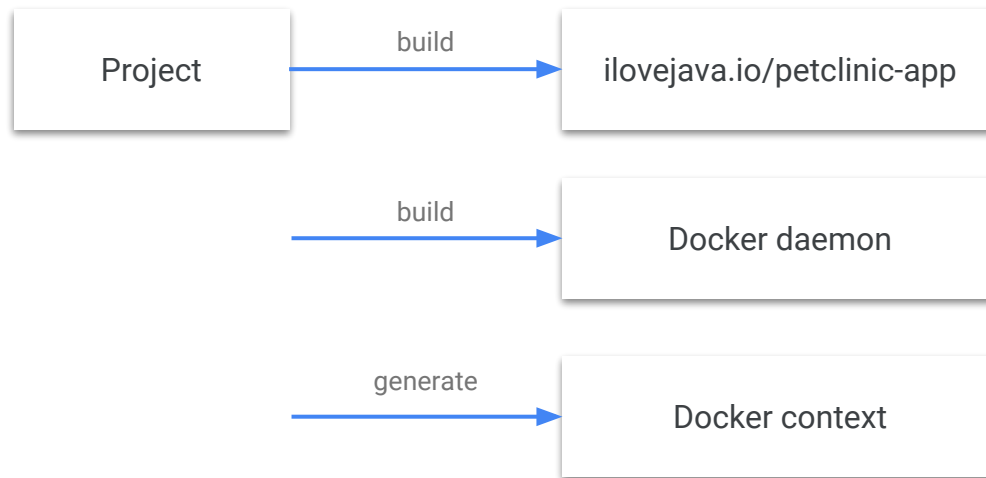 Project
build
ilovejava.io/petclinic-app
build
Docker daemon
generate
Docker context